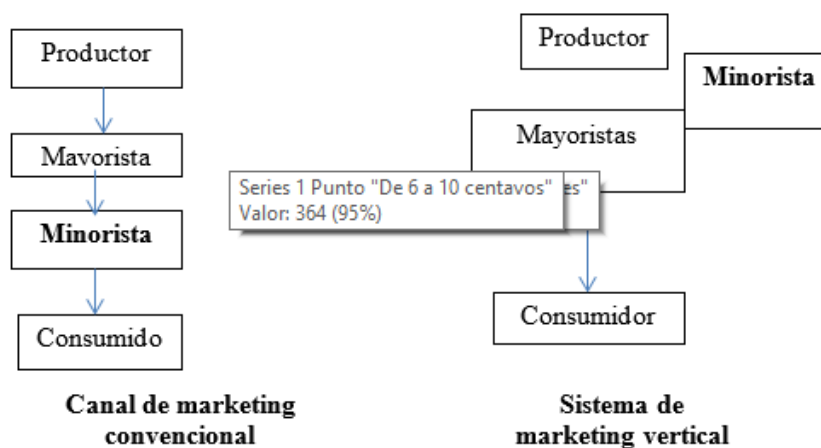 Productor
Mavorista
Minorista
Consumido
Canal de marketing
convencional
Productor
Minorista
Mayoristas
Series 1 Punto "De 6 a 10 centavos"
Valor: 364 (95%)
es"
Consumidor
Sistema de
marketing vertical